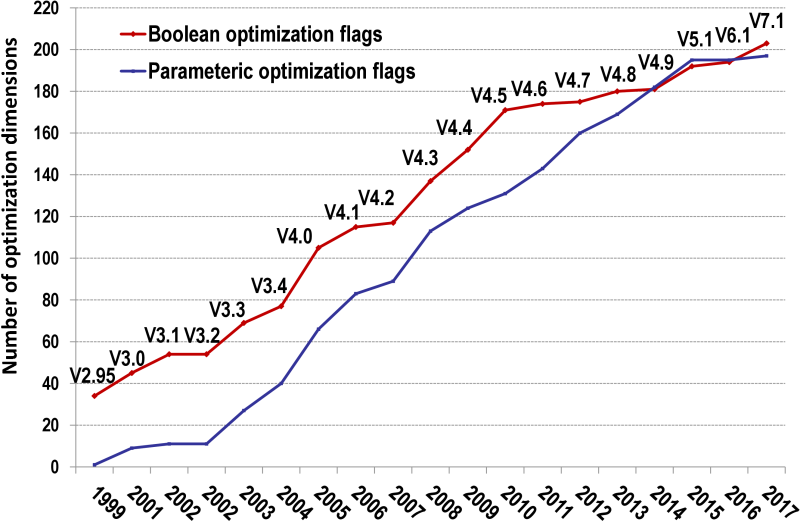 Number of optimization dimensions
220
200
180
160
140
120
100
80
60
40
20
0
Boolean optimization flags
Parameteric optimization flags
V2.95
V3.0
V3.1
V3.2
V3.3
V3.4
V4.0
V4.1
V4.2
V4.3
V4.4
V4.5
V4.6
V4.7
V4.8
V4.9
V5.1
V6.1
V7.1
1999
2001
2002
2002
2003
2004
2005
2006
2007
2008
2009
2010
2011
2012
2013
2014
2015
2016
2017